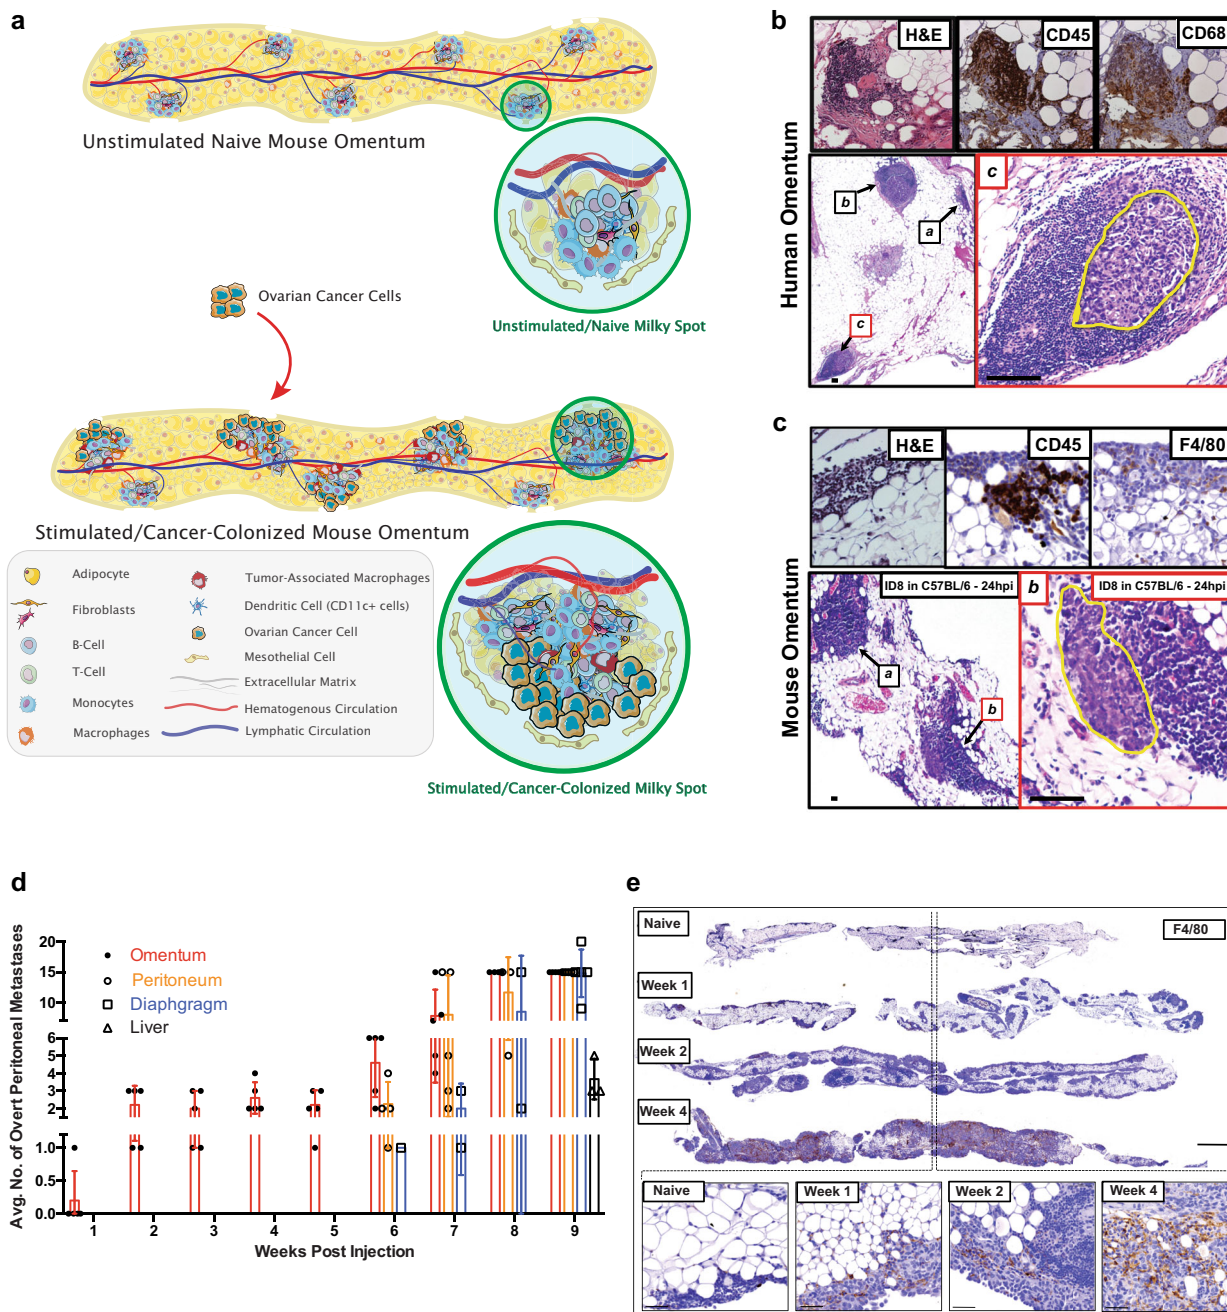 a
Unstimulated Naive Mouse Omentum
Ovarian Cancer Cells
Unstimulated/Naive Milky Spot
Stimulated/Cancer-Colonized Mouse Omentum
Adipocyte
Fibroblasts
B-Cell
T-Cell
Monocytes
Macrophages
Tumor-Associated Macrophages
Dendritic Cell (CD11c+ cells)
Ovarian Cancer Cell
Mesothelial Cell
Extracellular Matrix
Hematogenous Circulation
Lymphatic Circulation
Stimulated/Cancer-Colonized Milky Spot
b
Human Omentum
H&E
CD45
CD68
b
a
c
c
c
Mouse Omentum
H&E
CD45
F4/80
ID8 in C57BL/6 - 24hpi
a
b
b
ID8 in C57BL/6 - 24hpi
d
Avg. No. of Overt Peritoneal Metastases
20
15
10
6
5
4
3
2
1.0
0.5
0.0
Omentum
Peritoneum
Diaphgragm
Liver
1 2 3 4 5 6 7 8 9
Weeks Post Injection
e
Naive
F4/80
Week 1
Week 2
Week 4
Naive
Week 1
Week 2
Week 4